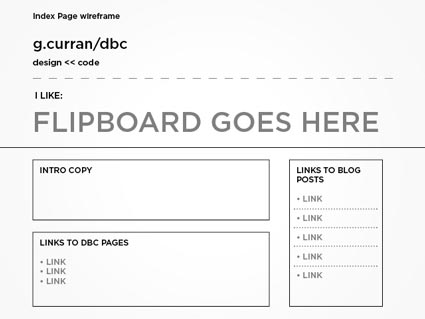 Index Page wireframe
g.curran/dbc
design << code
I LIKE:
FLIPBOARD GOES HERE
INTRO COPY
LINKS TO DBC PAGES
• LINK
• LINK
• LINK
LINKS TO BLOG
POSTS
• LINK
• LINK
• LINK
• LINK
• LINK